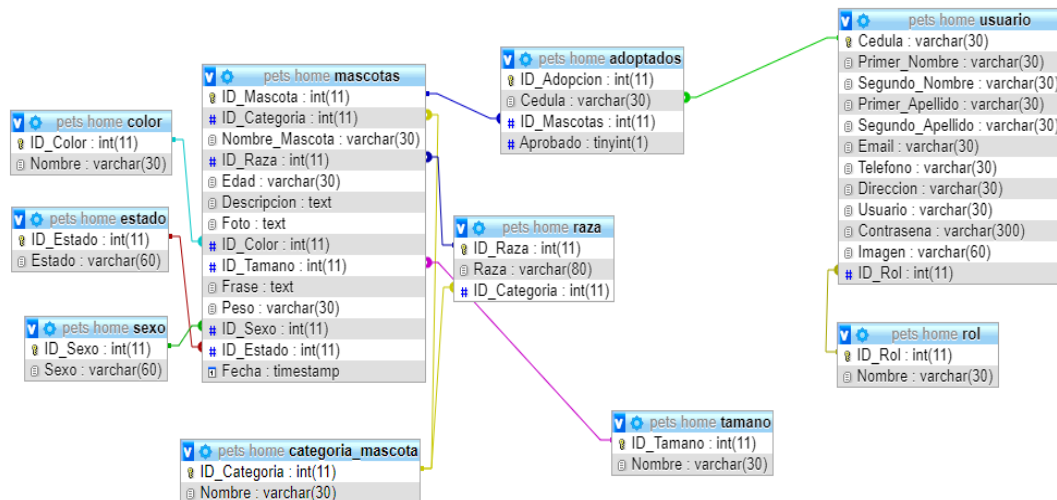 pets home color
ID_Color : int(11)
Nombre : varchar(30)
pets home estado
ID_Estado : int(11)
Estado : varchar(60)
pets home sexo
ID_Sexo : int(11)
Sexo : varchar(60)
pets home mascotas
ID_Mascota : int(11)
ID_Categoria : int(11)
Nombre_Mascota : varchar(30)
ID_Raza : int(11)
Edad : varchar(30)
Descripcion : text
Foto : text
ID_Color : int(11)
ID_Tamano : int(11)
Frase : text
Peso : varchar(30)
ID_Sexo : int(11)
ID_Estado : int(11)
Fecha : timestamp
pets home categoria_mascota
ID_Categoria : int(11)
Nombre : varchar(30)
pets home adoptados
ID_Adopcion : int(11)
Cedula : varchar(30)
ID_Mascotas : int(11)
Aprobado : tinyint(1)
pets home raza
ID_Raza : int(11)
Raza : varchar(80)
ID_Categoria : int(11)
pets home tamano
ID_Tamano : int(11)
Nombre : varchar(30)
pets home usuario
Cedula : varchar(30)
Primer_Nombre : varchar(30)
Segundo_Nombre : varchar(30)
Primer_Apellido : varchar(30)
Segundo_Apellido : varchar(30)
Email : varchar(30)
Telefono : varchar(30)
Direccion : varchar(30)
Usuario : varchar(30)
Contrasena : varchar(300)
Imagen : varchar(60)
ID_Rol : int(11)
pets home rol
ID_Rol : int(11)
Nombre : varchar(30)